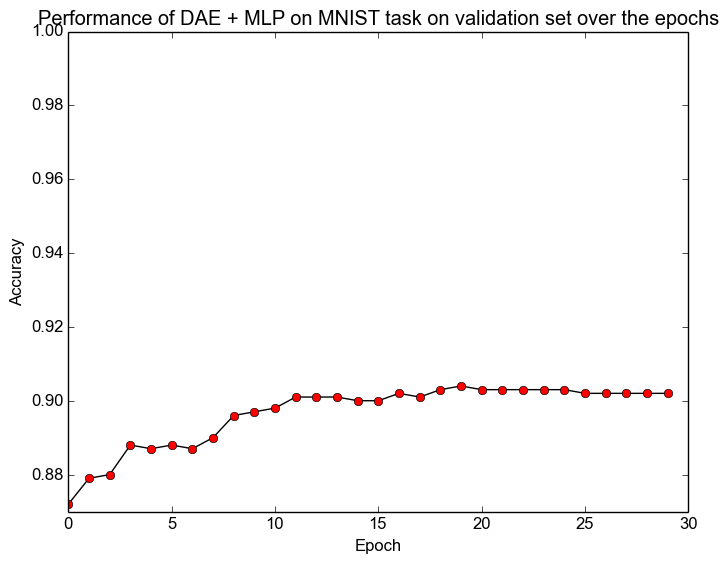 Performance of DAE + MLP on MNIST task on validation set over the epochs
1.00
0.98
0.96
0.94
0.92
0.90
0.88
Accuracy
0 5 10 15 20 25 30
Epoch